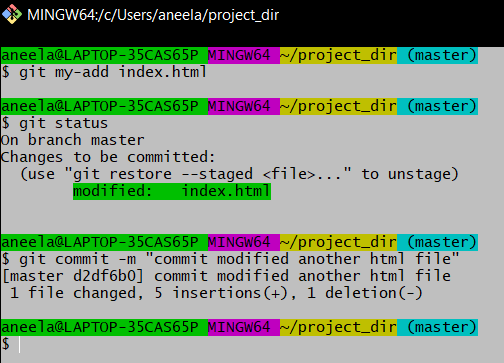 MINGW64:/c/Users/aneela/project_dir
aneela@LAPTOP-35CAS65P MINGW64 ~/project_dir (master)
$ git my-add index.html
aneela@LAPTOP-35CAS65P MINGW64 ~/project_dir (master)
$ git status
On branch master
Changes to be committed:
  (use "git restore --staged <file>..." to unstage)
        modified:   index.html
aneela@LAPTOP-35CAS65P MINGW64 ~/project_dir (master)
$ git commit -m "commit modified another html file"
[master d2df6b0] commit modified another html file
 1 file changed, 5 insertions(+), 1 deletion(-)
aneela@LAPTOP-35CAS65P MINGW64 ~/project_dir (master)
$